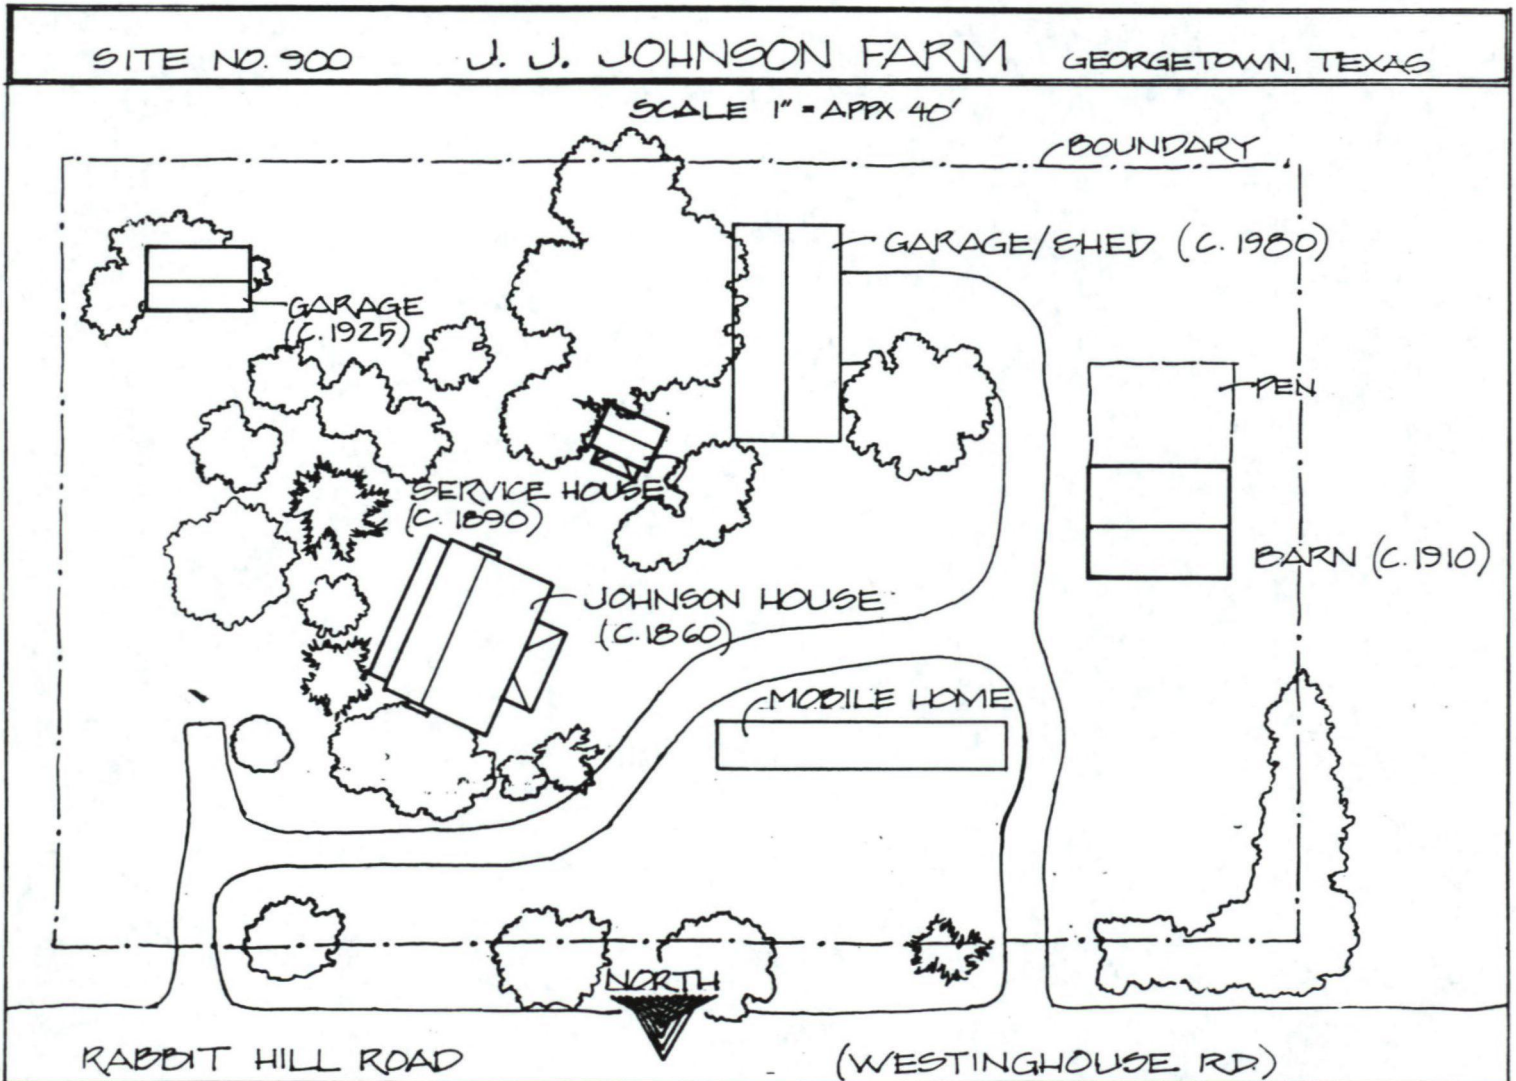 SITE NO. 900 J. J. JOHNSON FARM GEORGETOWN, TEXAS
SCALE 1" = APPX 40'
BOUNDARY
GARAGE/SHED (C. 1980)
GARAGE
(C. 1925)
PEN
SERVICE HOUSE
(C. 1890)
BARN (C. 1910)
JOHNSON HOUSE
(C. 1860)
MOBILE HOME
NORTH
RABBIT HILL ROAD (WESTINGHOUSE RD.)